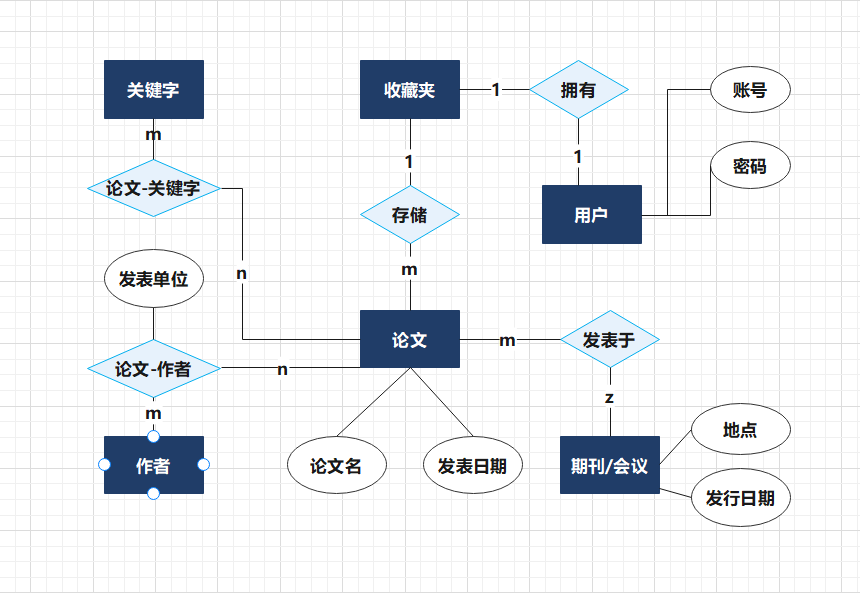 关键字
收藏夹
1
拥有
账号
m
1
1
密码
论文-关键字
存储
用户
n
m
发表单位
论文
m
发表于
论文-作者
n
z
m
地点
作者
论文名
发表日期
期刊/会议
发行日期